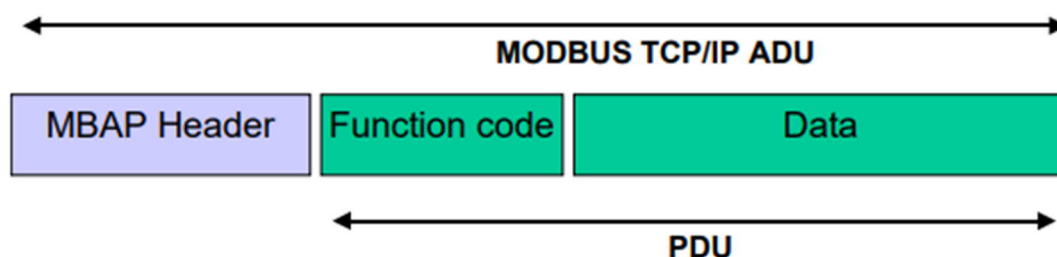 MODBUS TCP/IP ADU
MBAP Header Function code Data
PDU